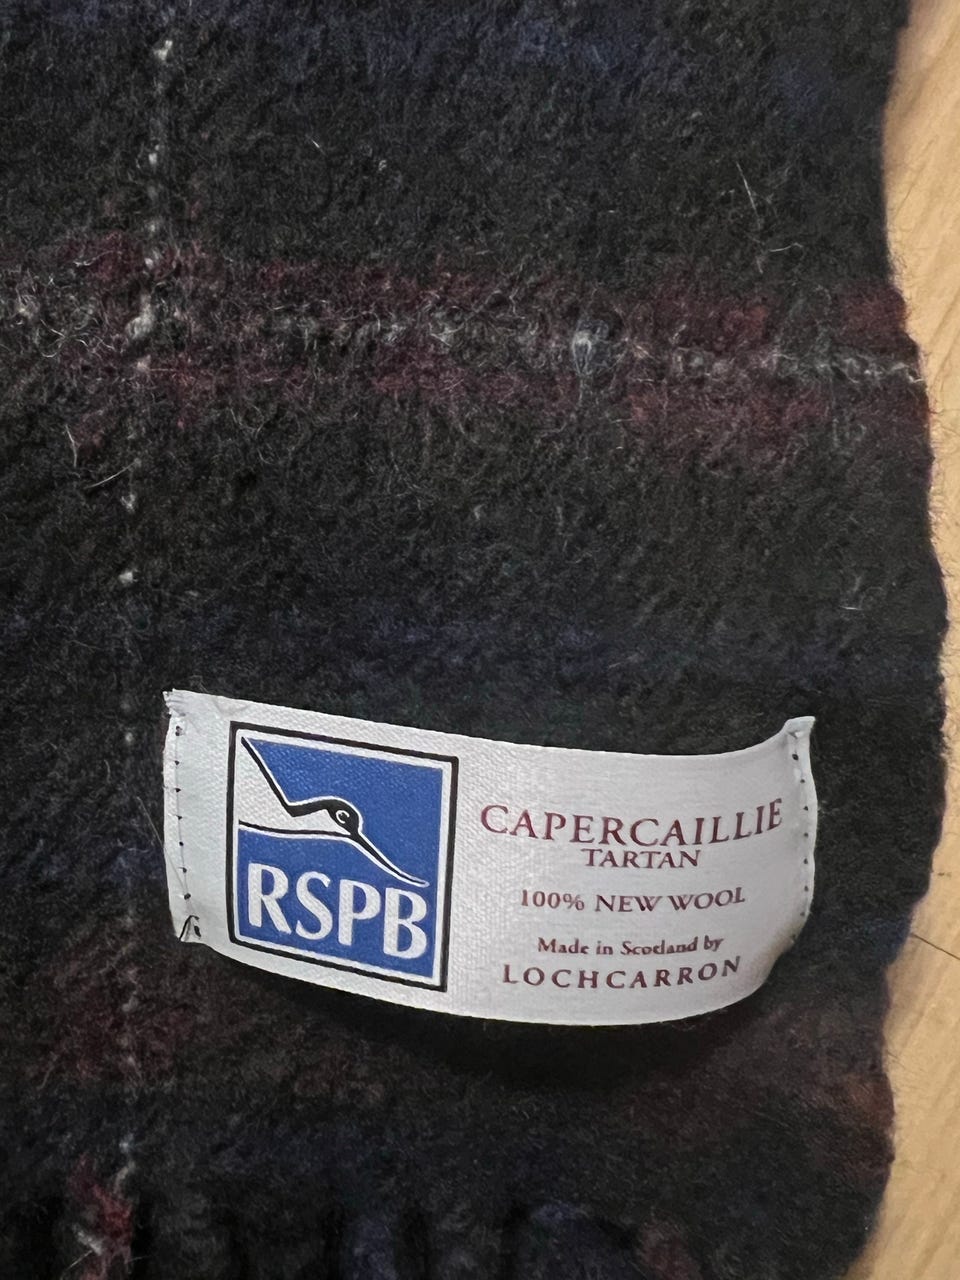 RSPB
CAPERCAILLIE
TARTAN
100% NEW WOOL
Made in Scotland by
LOCHCARRON